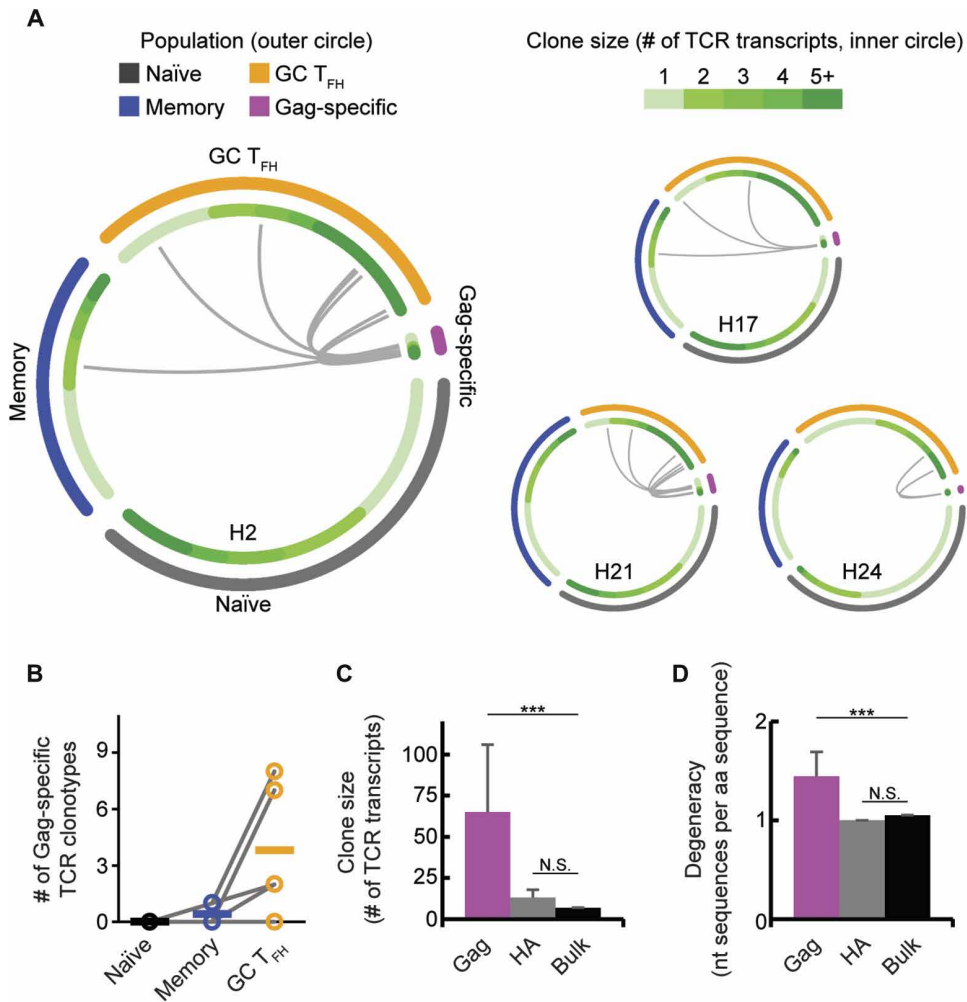 A
Population (outer circle)
Naïve
GC TFH
Memory
Gag-specific
Clone size (# of TCR transcripts, inner circle)
1 2 3 4 5+
GC TFH
Memory
Gag-specific
H2
Naïve
H17
H21
H24
B
# of Gag-specific
TCR clonotypes
9
6
3
0
Naïve
Memory
GC TFH
C
Clone size
(# of TCR transcripts)
100
75
50
25
0
***
N.S.
Gag
HA
Bulk
D
Degeneracy
(nt sequences per aa sequence)
2
1
0
***
N.S.
Gag
HA
Bulk